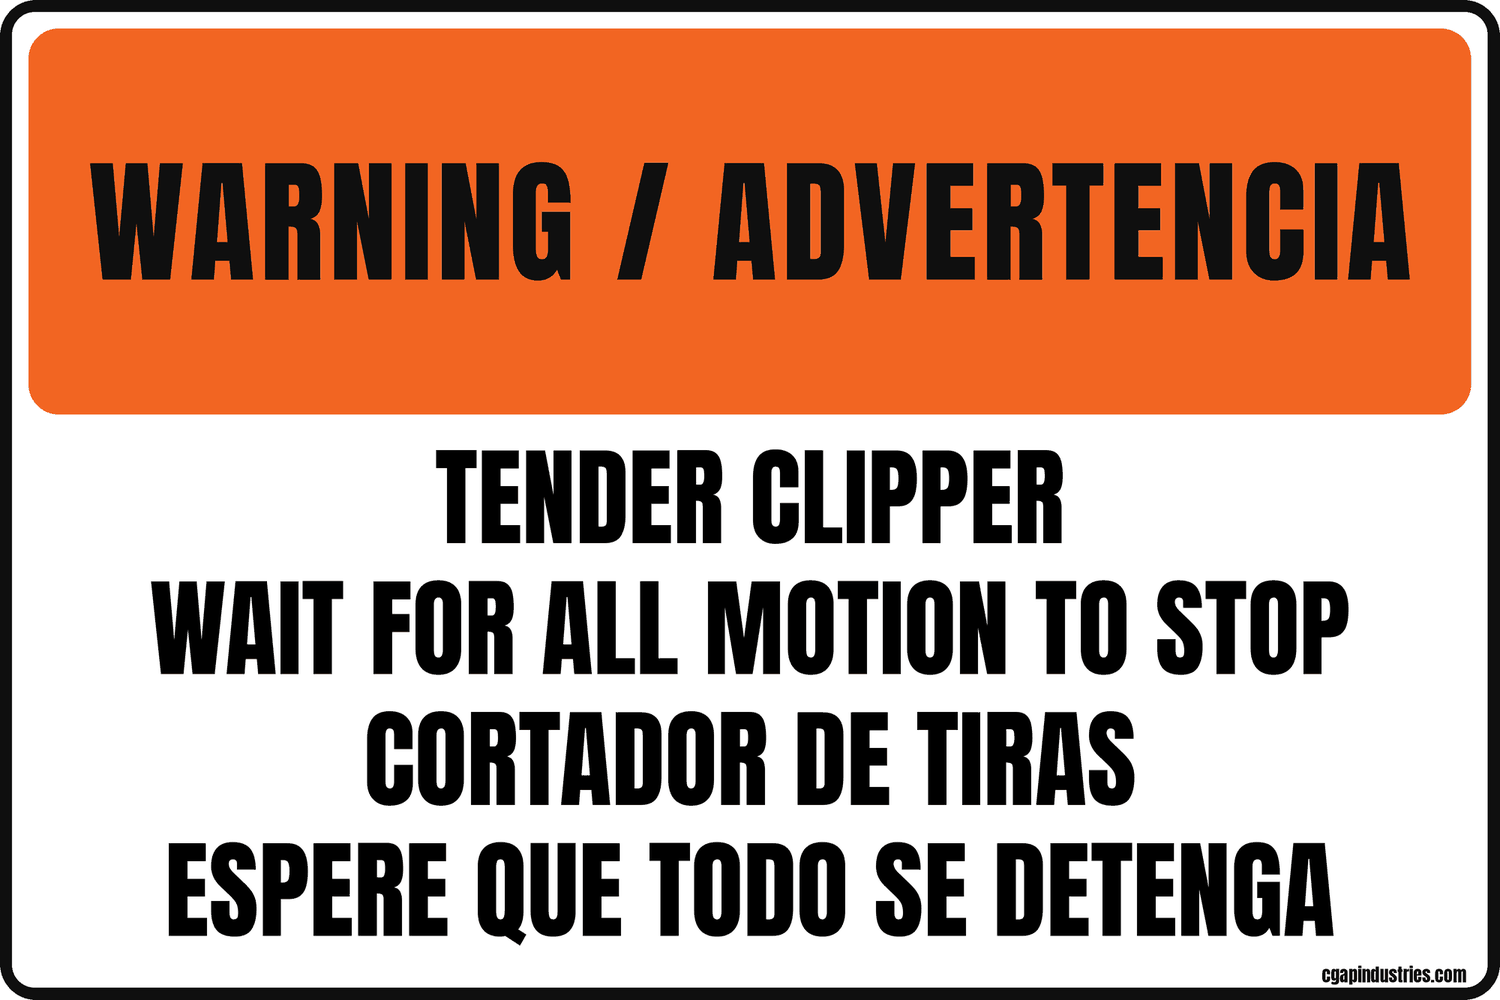 WARNING / ADVERTENCIA
TENDER CLIPPER
WAIT FOR ALL MOTION TO STOP
CORTADOR DE TIRAS
ESPERE QUE TODO SE DETENGA
cgapindustries.com